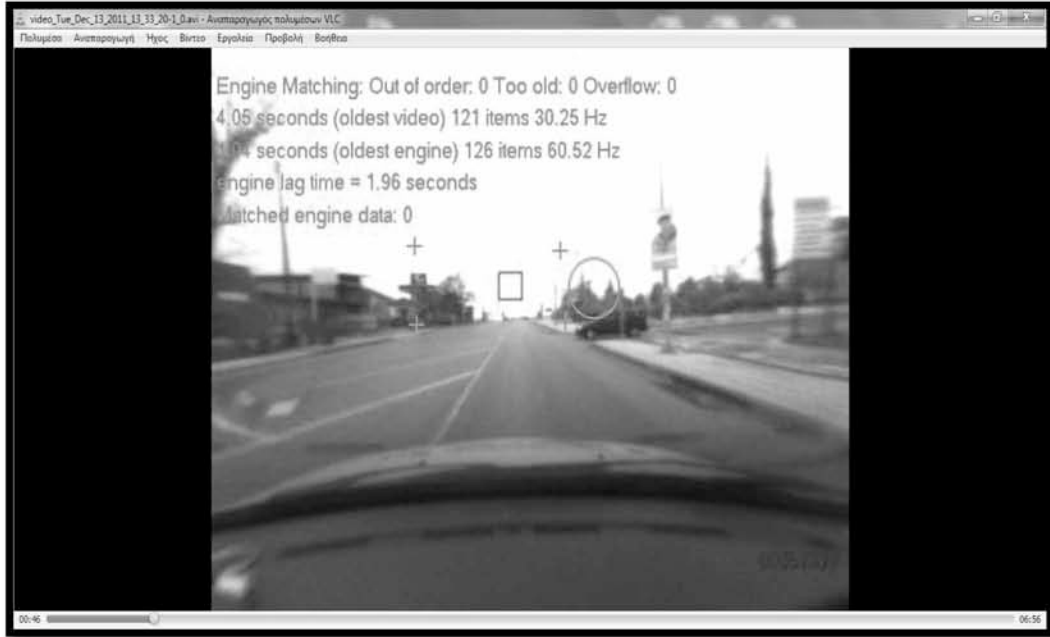 video_Tue_Dec_13_2011_13_33_20-1_0.avi - Αναπαραγωγός πολυμέσων VLC
Πολυμέσα Αναπαραγωγή Ήχος Βίντεο Εργαλεία Προβολή Βοήθεια
Engine Matching: Out of order: 0 Too old: 0 Overflow: 0
4.05 seconds (oldest video) 121 items 30.25 Hz
seconds (oldest engine) 126 items 60.52 Hz
engine lag time = 1.96 seconds
Matched engine data: 0
00:46
06:56